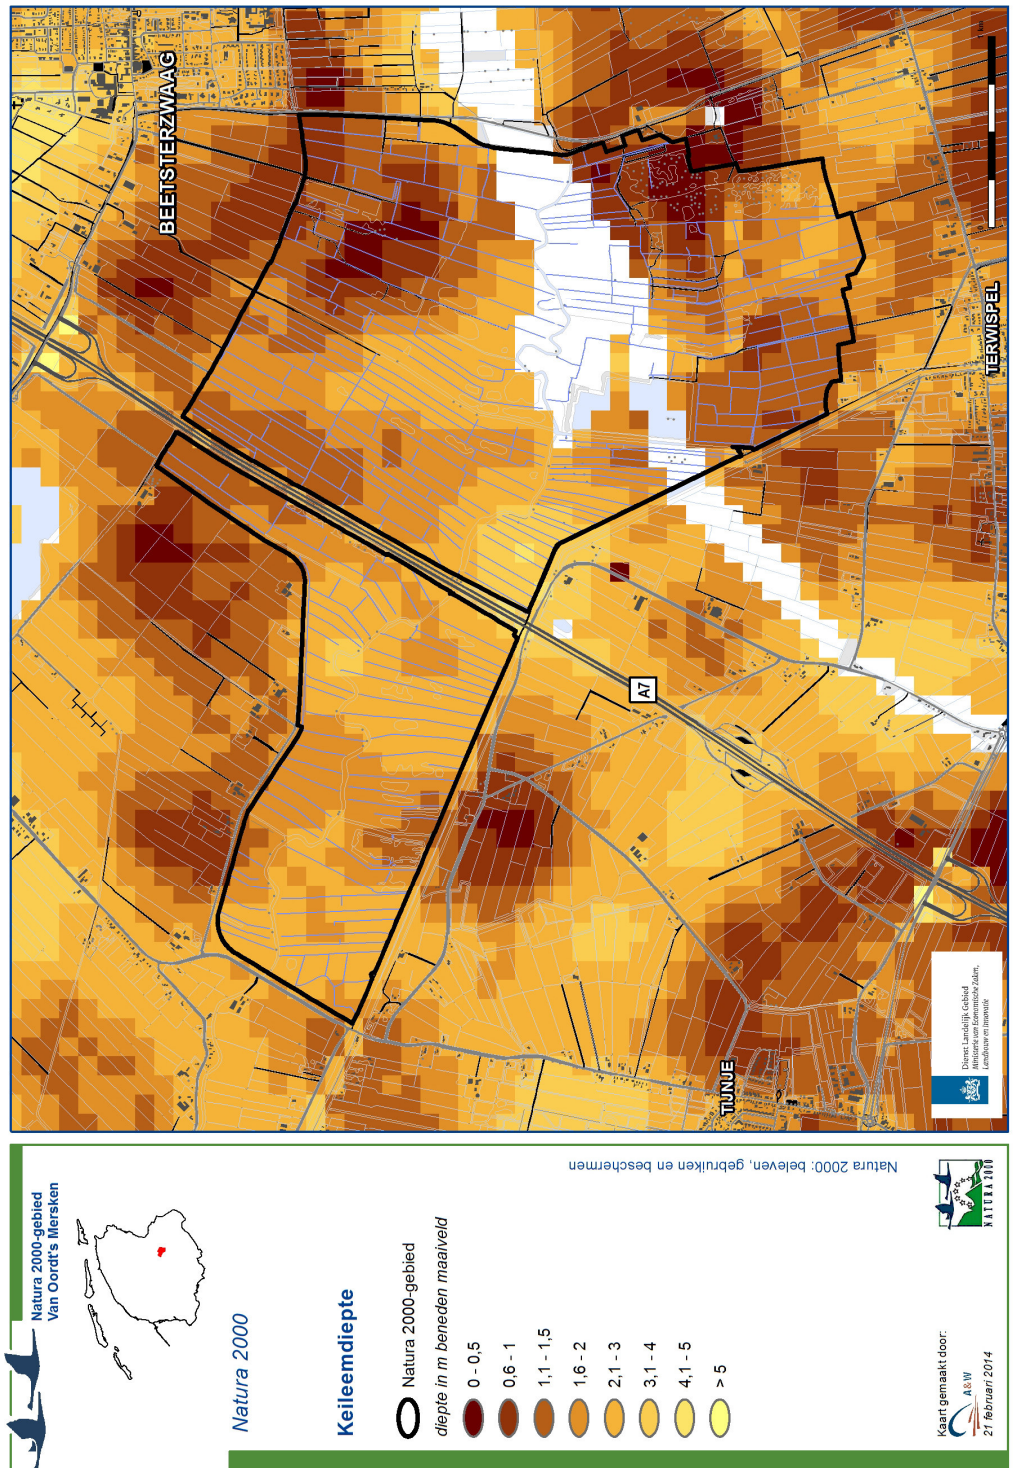 Natura 2000-gebied
Van Oordt's Mersken
Natura 2000
Keileemdiepte
Natura 2000-gebied
diepte in m beneden maaiveld
0 - 0,5
0,6 - 1
1,1 - 1,5
1,6 - 2
2,1 - 3
3,1 - 4
4,1 - 5
> 5
Natura 2000: beleven, gebruiken en beschermen
Kaart gemaakt door:
A&W
21 februari 2014
NATURA 2000
BEETSTERZWAAG
A7
TERWISPEL
TIJNJE
1 km
Dienst Landelijk Gebied
Ministerie van Economische Zaken,
Landbouw en Innovatie